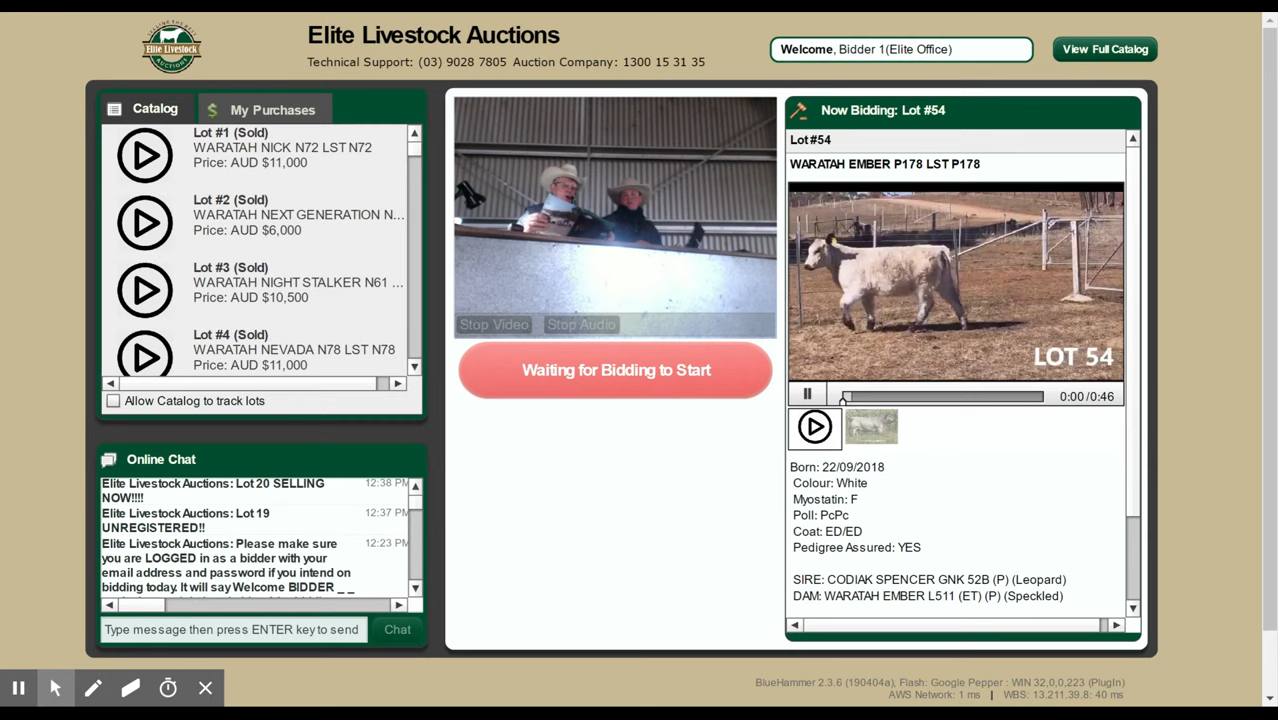 Elite Livestock
AUCTIONS
Elite Livestock Auctions
Technical Support: (03) 9028 7805 Auction Company: 1300 15 31 35
Welcome, Bidder 1(Elite Office)
View Full Catalog
Catalog
$ My Purchases
Lot #1 (Sold)
WARATAH NICK N72 LST N72
Price: AUD $11,000
Lot #2 (Sold)
WARATAH NEXT GENERATION N...
Price: AUD $6,000
Lot #3 (Sold)
WARATAH NIGHT STALKER N61 ...
Price: AUD $10,500
Lot #4 (Sold)
WARATAH NEVADA N78 LST N78
Price: AUD $11,000
Allow Catalog to track lots
Online Chat
Elite Livestock Auctions: Lot 20 SELLING 12:38 PM
NOW!!!!
Elite Livestock Auctions: Lot 19 12:37 PM
UNREGISTERED!!
Elite Livestock Auctions: Please make sure 12:23 PM
you are LOGGED in as a bidder with your
email address and password if you intend on
bidding today. It will say Welcome BIDDER _ _
Type message then press ENTER key to send
Chat
Stop Video Stop Audio
Waiting for Bidding to Start
Now Bidding: Lot #54
Lot #54
WARATAH EMBER P178 LST P178
LOT 54
0:00 / 0:46
Born: 22/09/2018
Colour: White
Myostatin: F
Poll: PcPc
Coat: ED/ED
Pedigree Assured: YES
SIRE: CODIAK SPENCER GNK 52B (P) (Leopard)
DAM: WARATAH EMBER L511 (ET) (P) (Speckled)
BlueHammer 2.3.6 (190404a), Flash: Google Pepper : WIN 32,0,0,223 (PlugIn)
AWS Network: 1 ms | WBS: 13.211,39.8: 40 ms